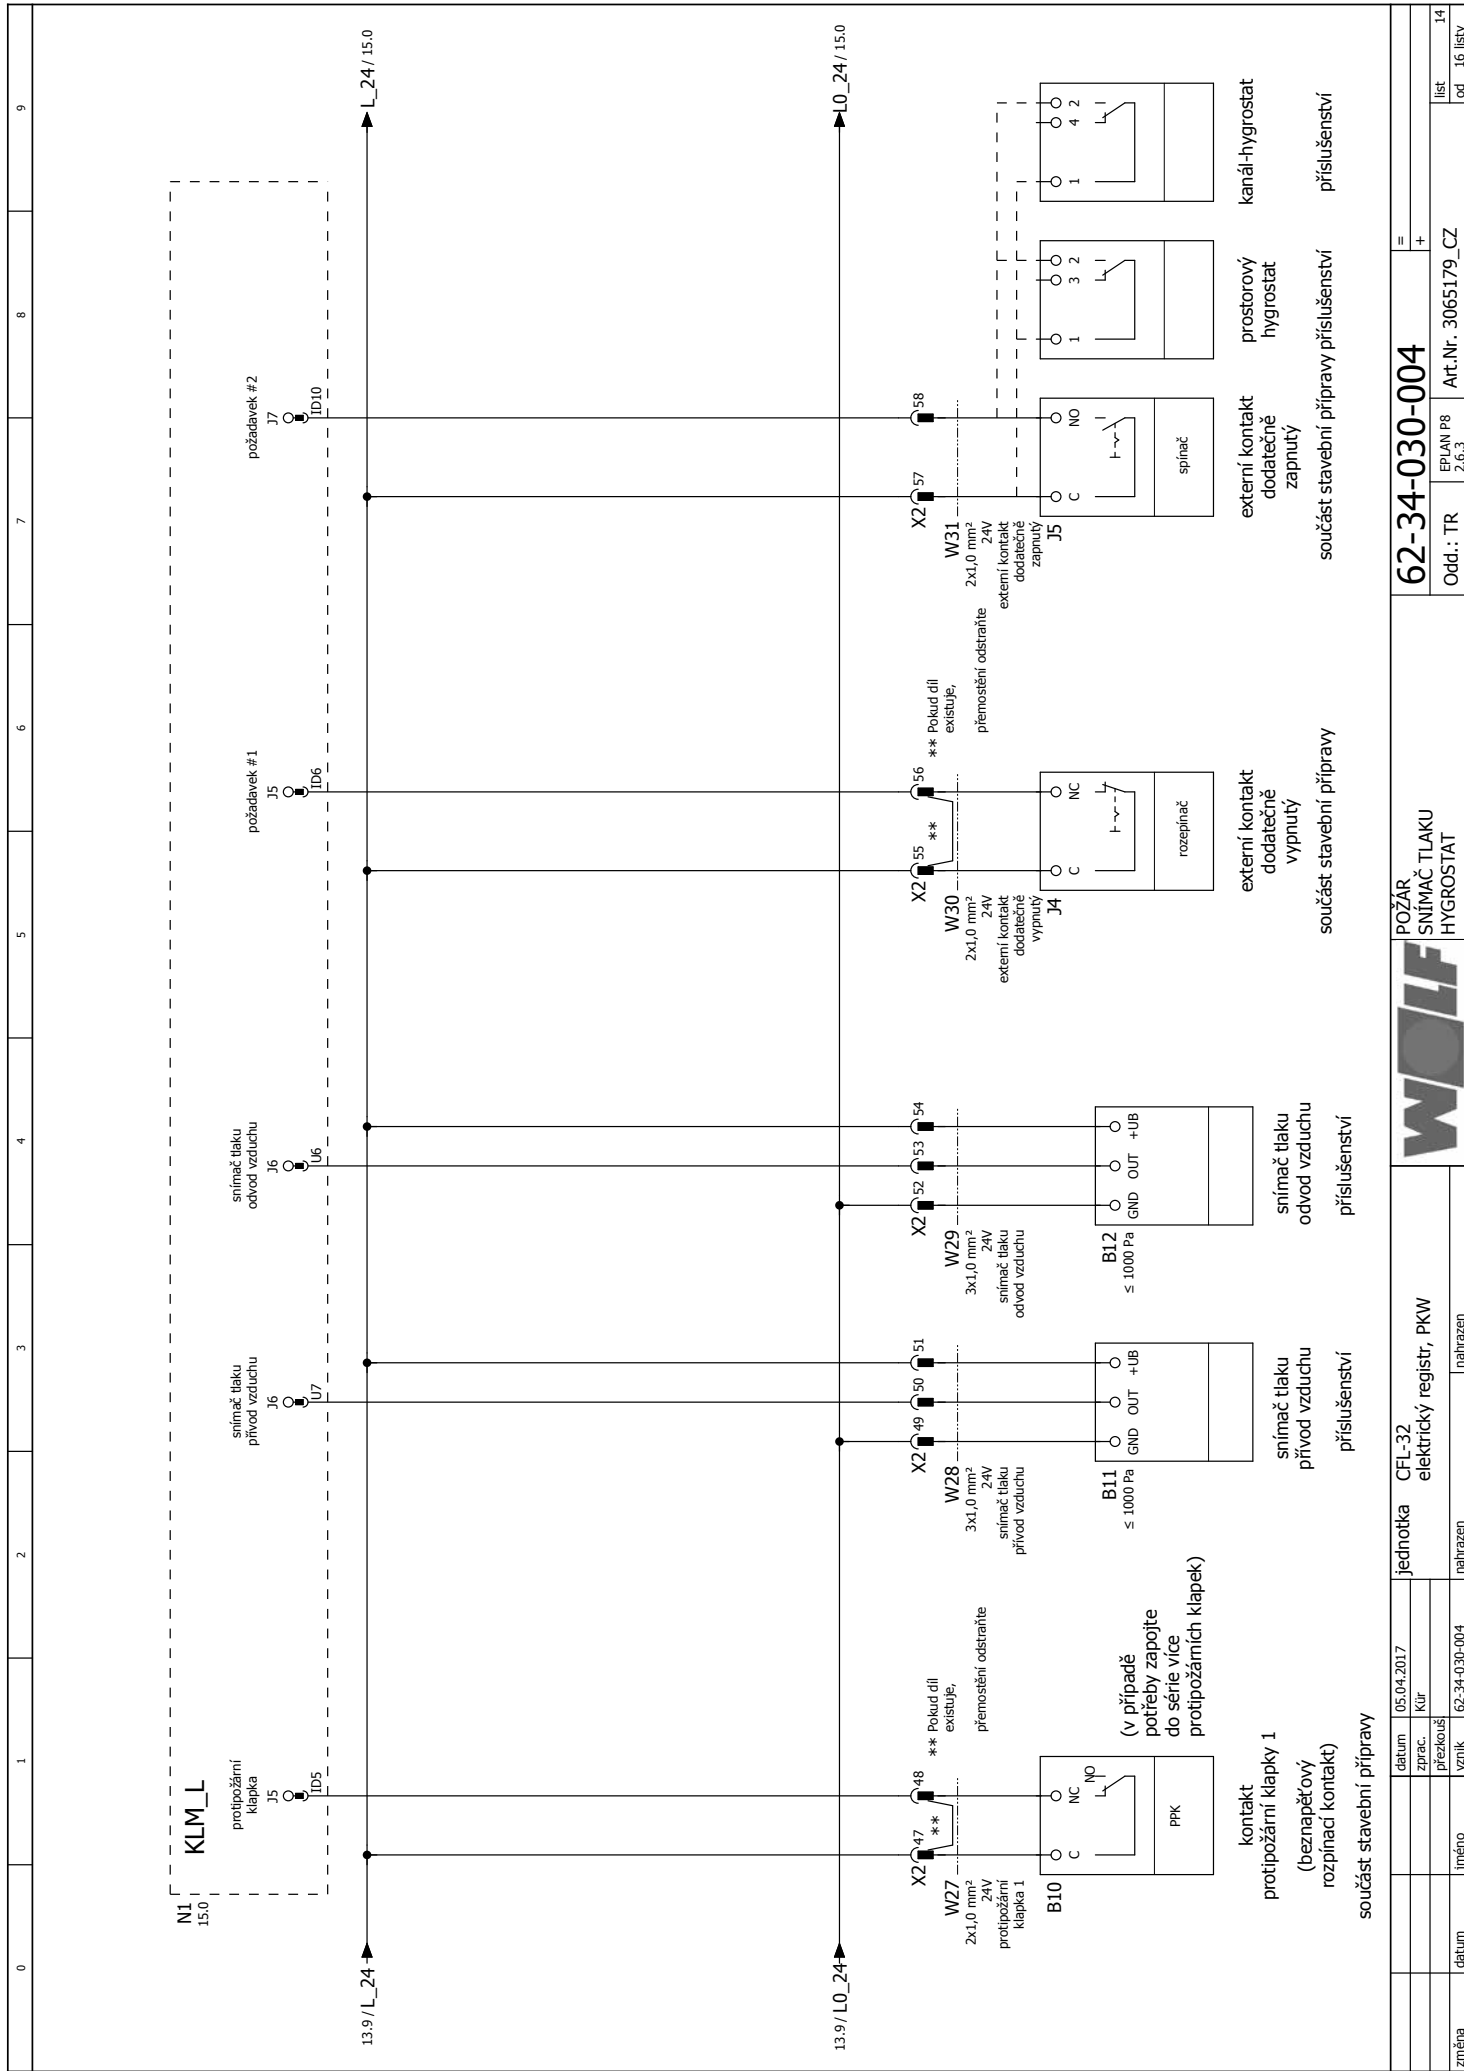 0 1 2 3 4 5 6 7 8 9
N1
15.0
KLM_L
protipožární
klapka
J5
ID5
snímač tlaku
přívod vzduchu
J6
U7
snímač tlaku
odvod vzduchu
J6
U6
požadavek #1
J5
ID6
požadavek #2
J7
ID10
13.9 / L_24
L_24 / 15.0
13.9 / L0_24
L0_24 / 15.0
X2 47 48
**
** Pokud díl
existuje,
přemostění odstraňte
W27
2x1,0 mm²
24V
protipožární
klapka 1
B10
C NC NO
PPK
(v případě
potřeby zapojte
do série více
protipožárních klapek)
kontakt
protipožární klapky 1
(beznapěťový
rozpínací kontakt)
součást stavební přípravy
X2 49 50 51
W28
3x1,0 mm²
24V
snímač tlaku
přívod vzduchu
B11
≤ 1000 Pa
GND OUT +UB
snímač tlaku
přívod vzduchu
příslušenství
X2 52 53 54
W29
3x1,0 mm²
24V
snímač tlaku
odvod vzduchu
B12
≤ 1000 Pa
GND OUT +UB
snímač tlaku
odvod vzduchu
příslušenství
X2 55 56
**
** Pokud díl
existuje,
přemostění odstraňte
W30
2x1,0 mm²
24V
externí kontakt
dodatečně
vypnutý
J4
C NC
rozepínač
externí kontakt
dodatečně
vypnutý
součást stavební přípravy
X2 57 58
W31
2x1,0 mm²
24V
externí kontakt
dodatečně
zapnutý
J5
C NO
spínač
externí kontakt
dodatečně
zapnutý
součást stavební přípravy
1 3 2
prostorový
hygrostat
příslušenství
1 4 2
kanál-hygrostat
příslušenství
změna datum jméno
datum 05.04.2017
zprac. Kür
přezkouš.
vznik 62-34-030-004
jednotka CFL-32
elektrický registr, PKW
nahrazen nahrazen
WOLF
POŽÁR
SNÍMAČ TLAKU
HYGROSTAT
62-34-030-004
=
+
Odd.: TR
EPLAN P8
2.6.3
Art.Nr. 3065179_CZ
list 14
od 16 listy